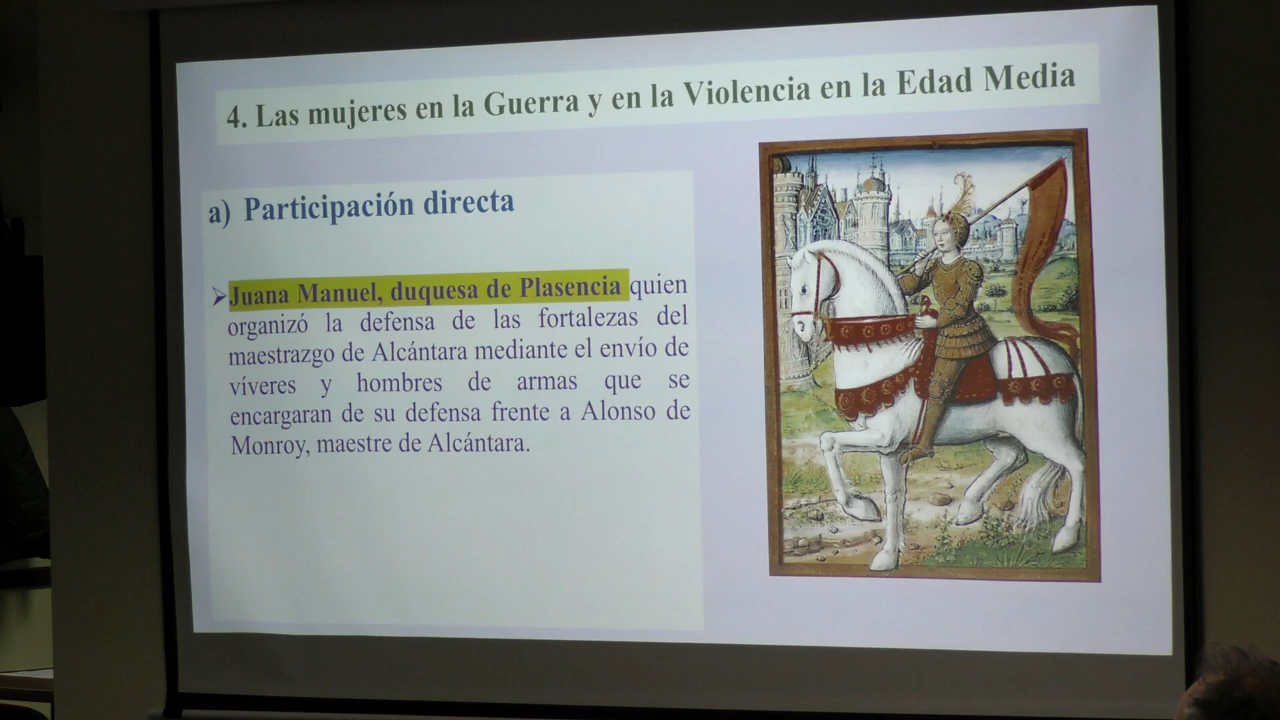 4. Las mujeres en la Guerra y en la Violencia en la Edad Media
a) Participación directa
➤Juana Manuel, duquesa de Plasencia quien
organizó la defensa de las fortalezas del
maestrazgo de Alcántara mediante el envío de
víveres y hombres de armas que se
encargaran de su defensa frente a Alonso de
Monroy, maestre de Alcántara.